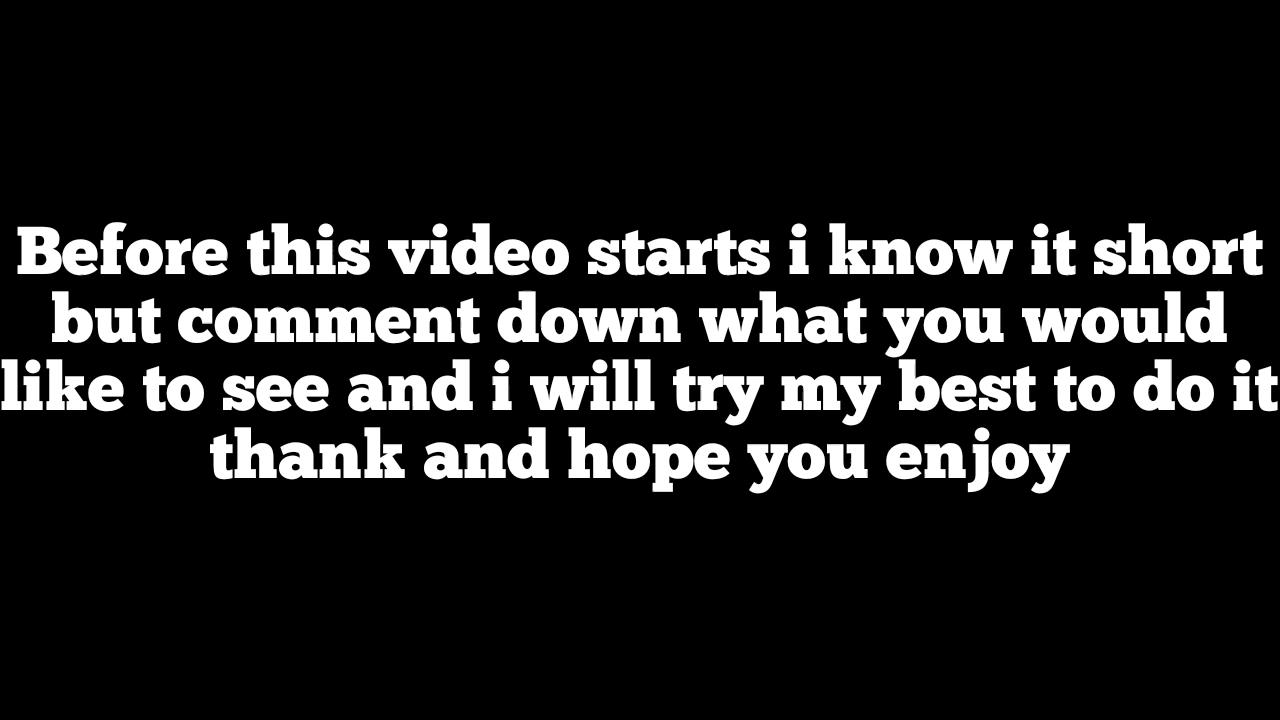 Before this video starts i know it short
but comment down what you would
like to see and i will try my best to do it
thank and hope you enjoy